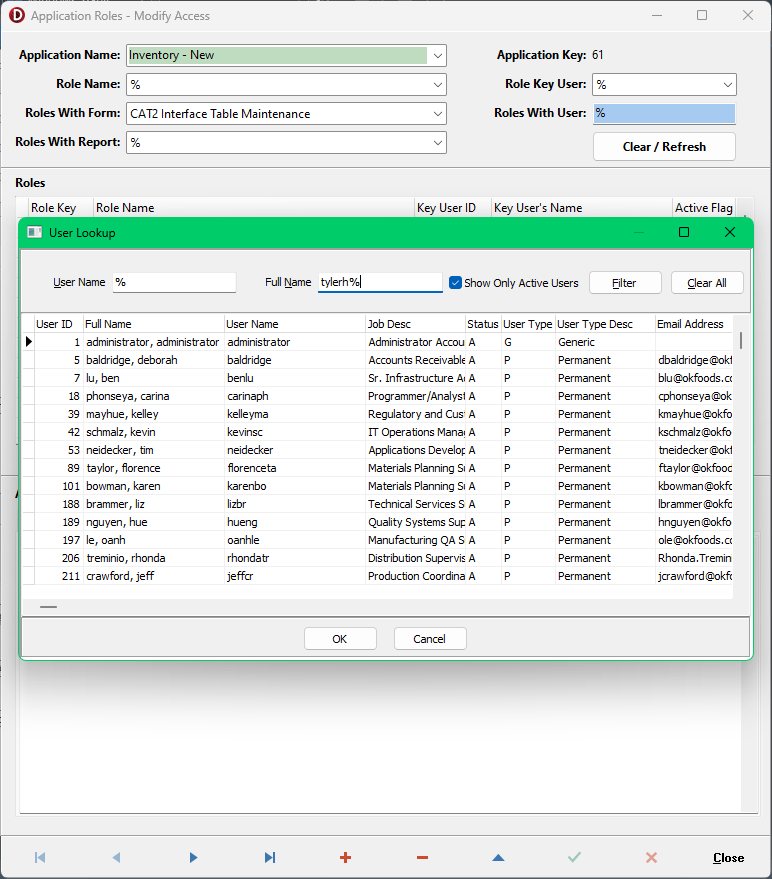 Application Roles - Modify Access
Application Name: Inventory - New Application Key: 61
Role Name: % Role Key User: %
Roles With Form: CAT2 Interface Table Maintenance Roles With User: %
Roles With Report: % Clear / Refresh
Roles
Role Key Role Name Key User ID Key User's Name Active Flag
User Lookup
User Name % Full Name tylerh% Show Only Active Users Filter Clear All
User ID Full Name User Name Job Desc Status User Type User Type Desc Email Address
1 administrator, administrator administrator Administrator Accou A G Generic
5 baldridge, deborah baldridge Accounts Receivable A P Permanent dbaldridge@okf
7 lu, ben benlu Sr. Infrastructure A A P Permanent blu@okfoods.co
18 phonseya, carina carinaph Programmer/Analyst A P Permanent cphonseya@ok
39 mayhue, kelley kelleyma Regulatory and Cus A P Permanent kmayhue@okfo
42 schmalz, kevin kevinsc IT Operations Mana A P Permanent kschmalz@okfo
53 neidecker, tim neidecker Applications Develop A P Permanent tneidecker@okf
89 taylor, florence florenceta Materials Planning S A P Permanent ftaylor@okfood
101 bowman, karen karenbo Materials Planning S A P Permanent kbowman@okfo
188 brammer, liz lizbr Technical Services S A P Permanent lbrammer@okfo
189 nguyen, hue hueng Quality Systems Sup A P Permanent hnguyen@okfoo
197 le, oanh oanhle Manufacturing QA S A P Permanent ole@okfoods.co
206 treminio, rhonda rhondatr Distribution Supervis A P Permanent Rhonda.Tremin
211 crawford, jeff jeffcr Production Coordina A P Permanent jcrawford@okf
OK Cancel
Close